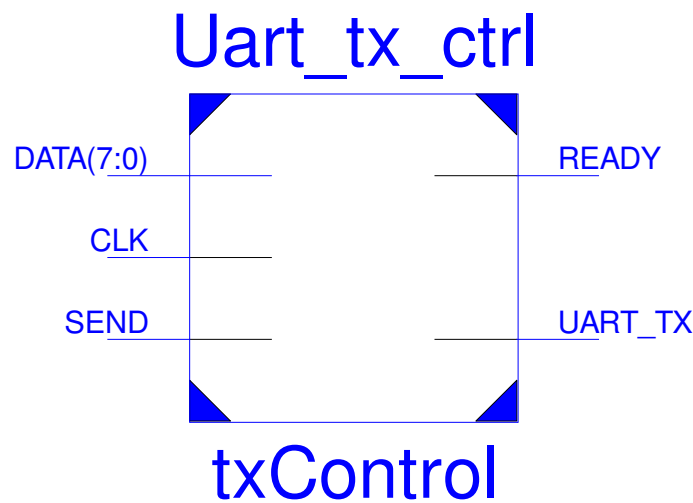 Uart_tx_ctrl
DATA(7:0)
READY
CLK
SEND
UART_TX
txControl